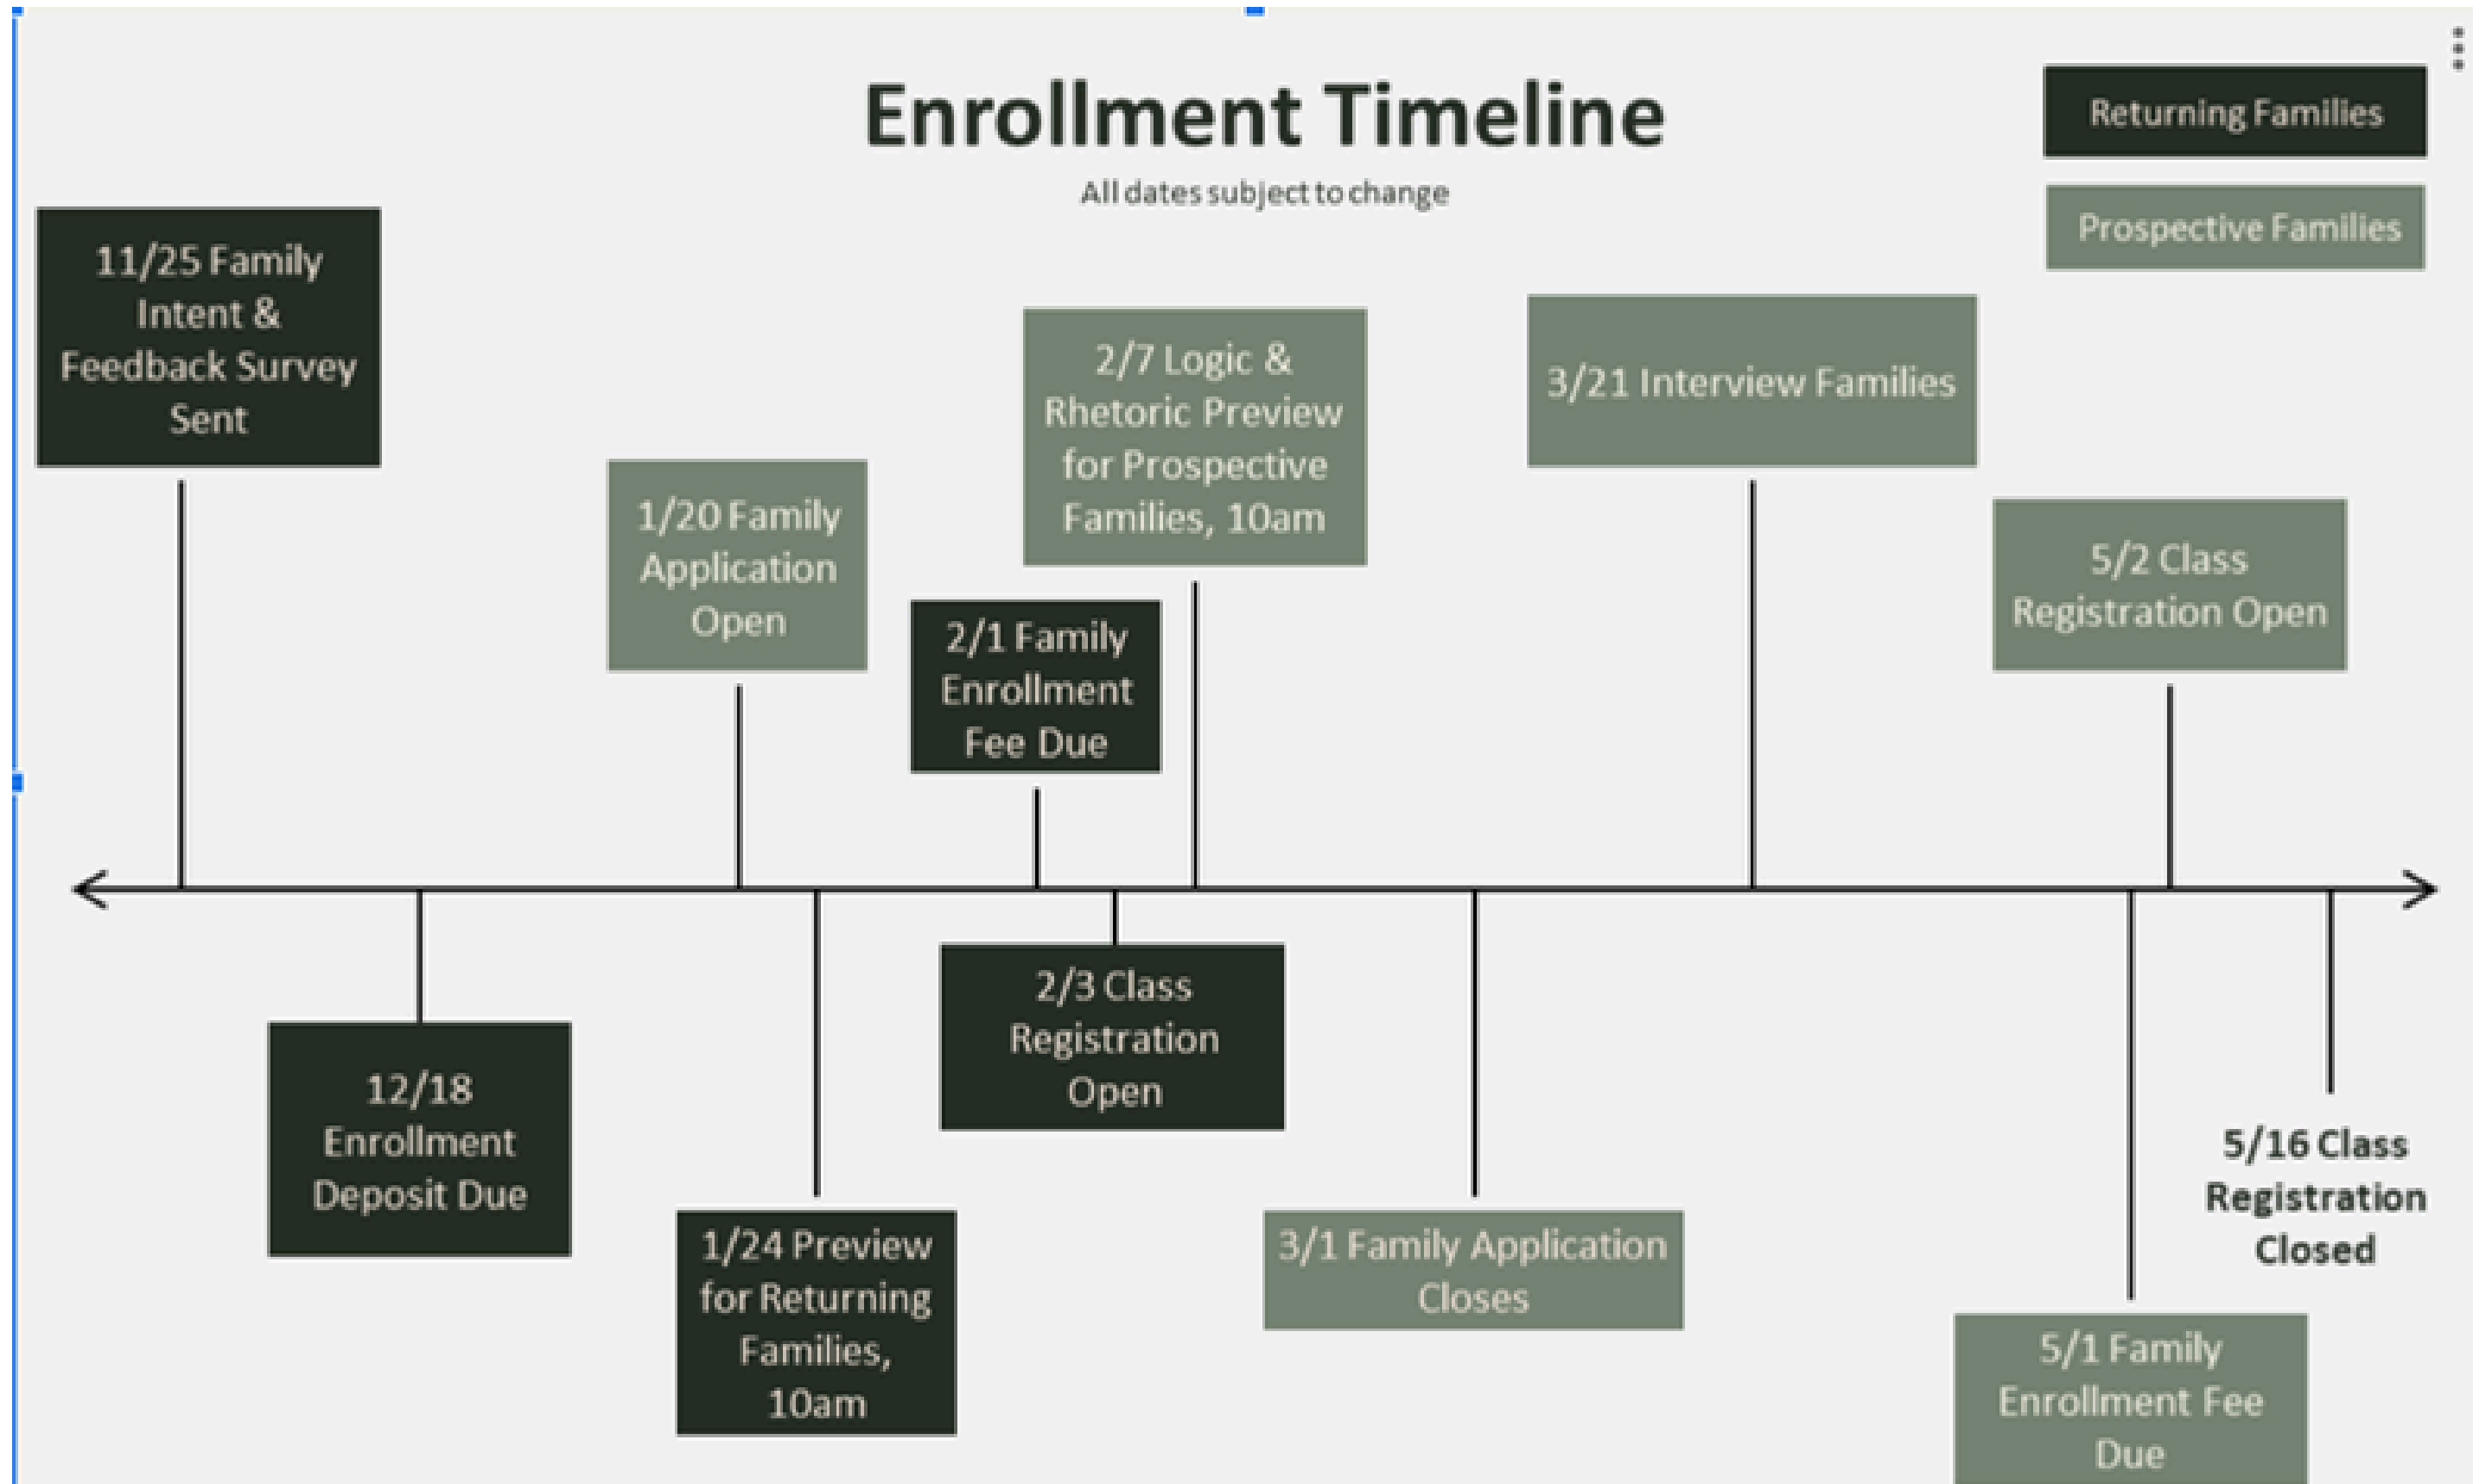 Enrollment Timeline
All dates subject to change
Returning Families
Prospective Families
11/25 Family
Intent &
Feedback Survey
Sent
12/18
Enrollment
Deposit Due
1/20 Family
Application
Open
1/24 Preview
for Returning
Families,
10am
2/1 Family
Enrollment
Fee Due
2/3 Class
Registration
Open
2/7 Logic &
Rhetoric Preview
for Prospective
Families, 10am
3/1 Family Application
Closes
3/21 Interview Families
5/1 Family
Enrollment Fee
Due
5/2 Class
Registration Open
5/16 Class
Registration
Closed